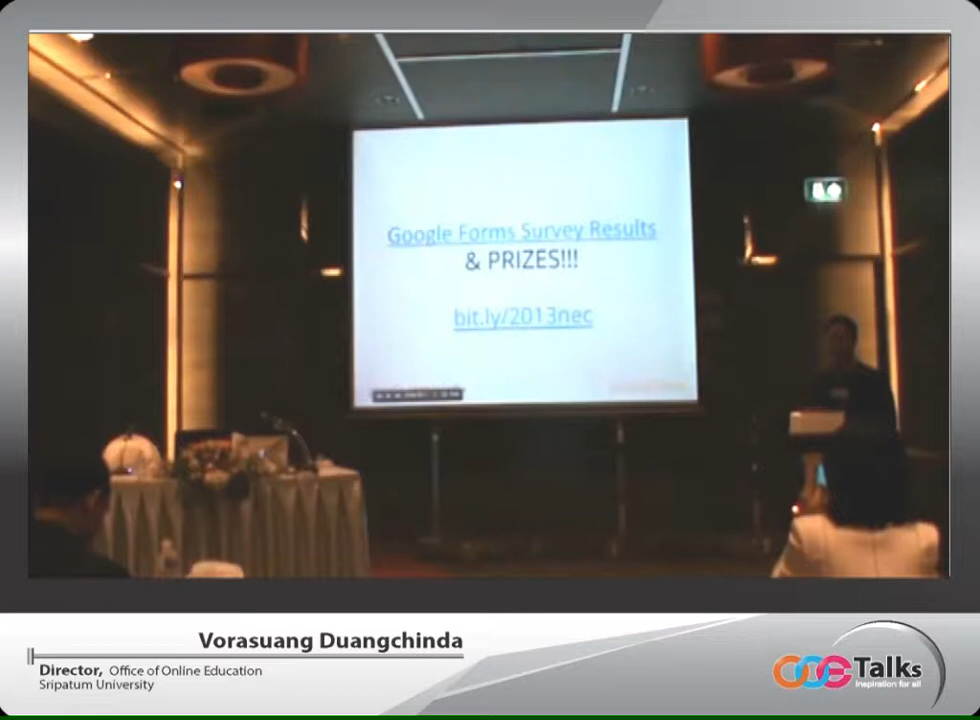 Google Forms Survey Results
& PRIZES!!!
bit.ly/2013nec
Vorasuang Duangchinda
Director, Office of Online Education
Sripatum University
OOE Talks
Inspiration for all